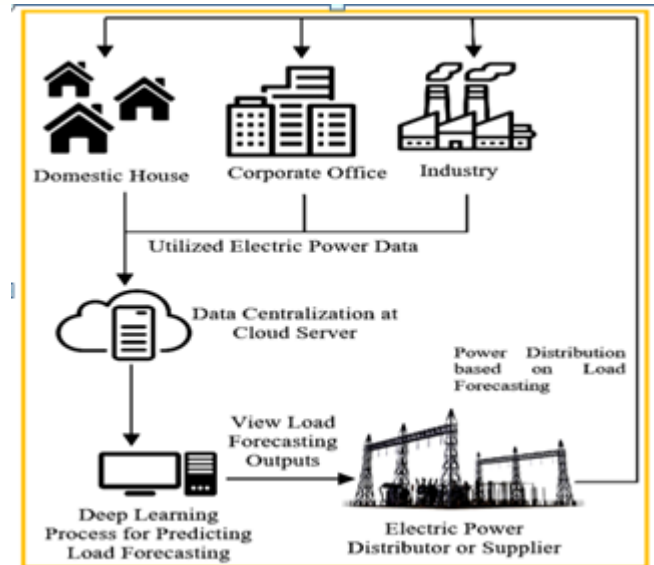 Domestic House
Corporate Office
Industry
Utilized Electric Power Data
Data Centralization at
Cloud Server
Power Distribution
based on Load
Forecasting
View Load
Forecasting
Outputs
Deep Learning
Process for Predicting
Load Forecasting
Electric Power
Distributor or Supplier